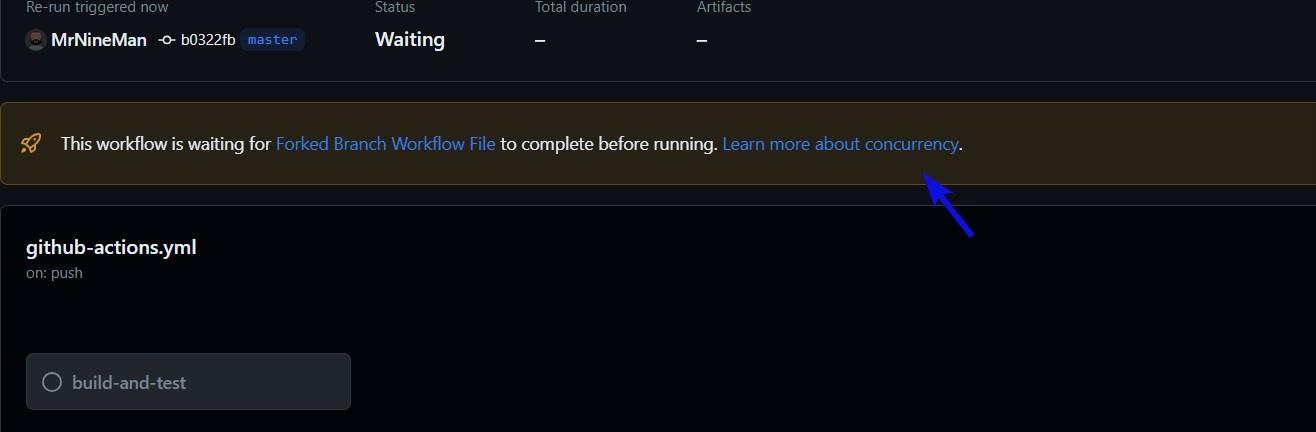 Re-run triggered now Status Total duration Artifacts
MrNineMan b0322fb master Waiting – –
This workflow is waiting for Forked Branch Workflow File to complete before running. Learn more about concurrency.
github-actions.yml
on: push
build-and-test